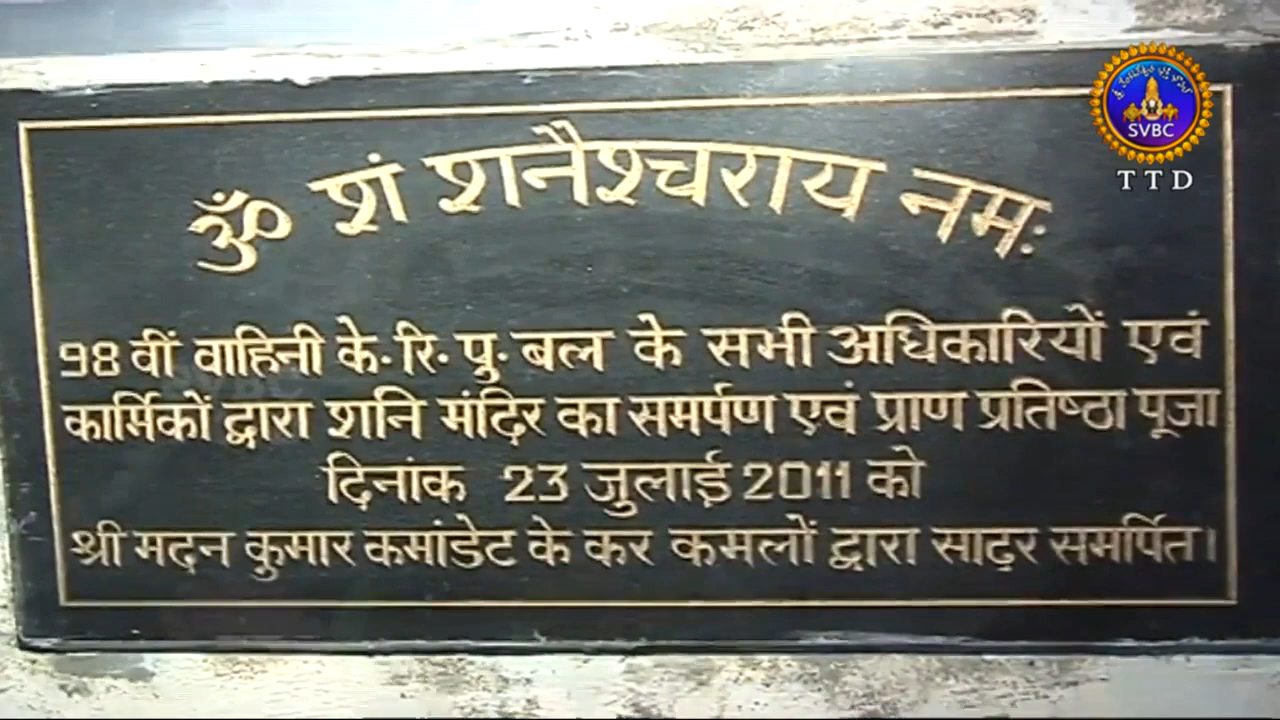 ॐ शं शनैश्चराय नमः
98 वीं वाहिनी के. रि. पु. बल के सभी अधिकारियों एवं
कार्मिकों द्वारा शनि मंदिर का समर्पण एवं प्राण प्रतिष्ठा पूजा
दिनांक 23 जुलाई 2011 को
श्री मदन कुमार कमांडेट के कर कमलों द्वारा सादर समर्पित।
SVBC
TTD